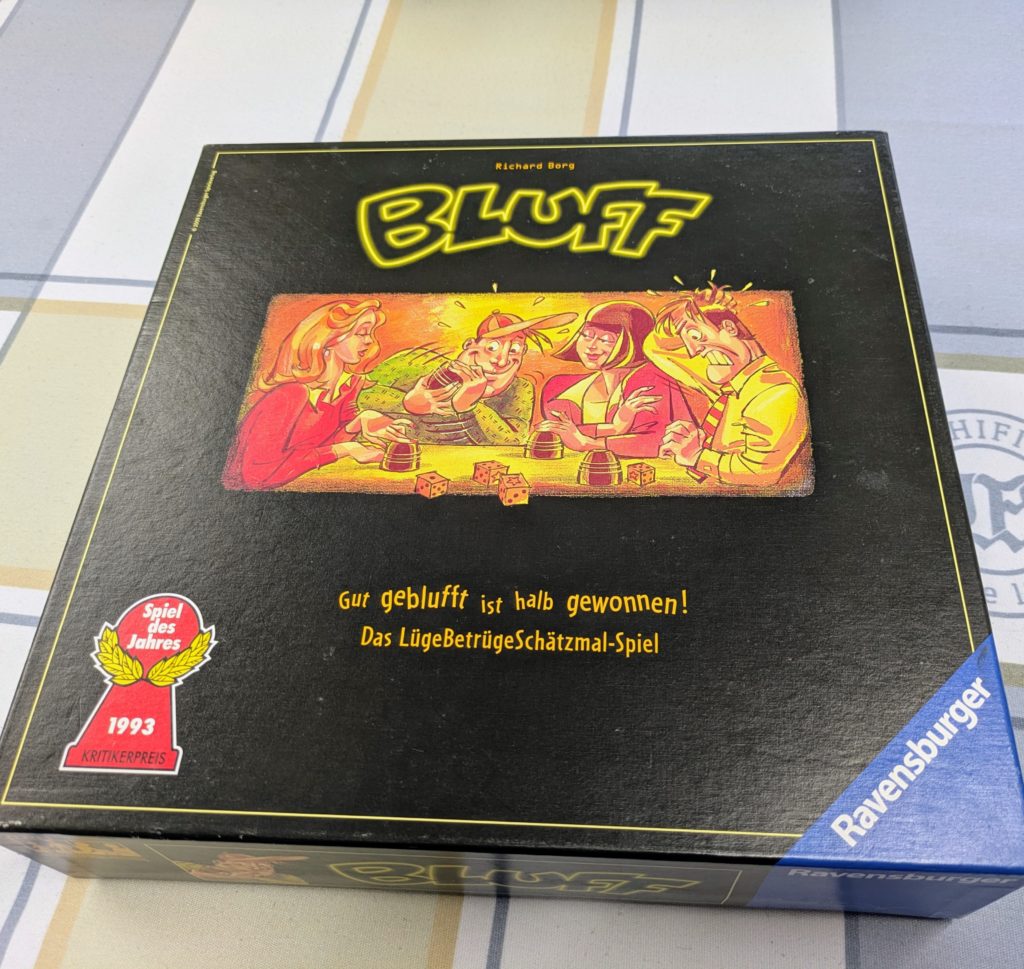 Richard Borg
BLUFF
Gut geblufft ist halb gewonnen!
Das LügeBetrügeSchätzmal-Spiel
Spiel
des
Jahres
1993
KRITIKERPREIS
Ravensburger
BLUFF
Ravensburger
HIFI